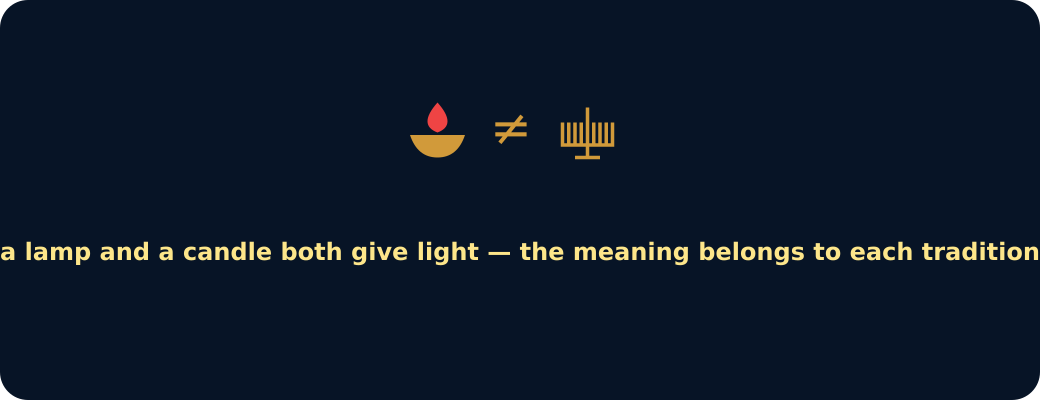 ≠
a lamp and a candle both give light — the meaning belongs to each tradition